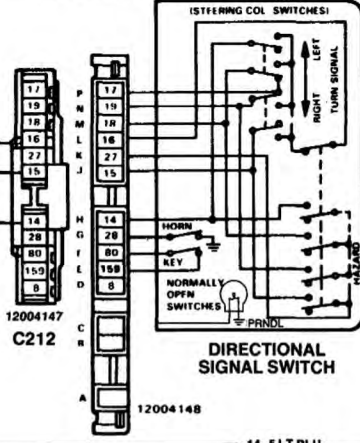 (STEERING COL SWITCHES)
LEFT
RIGHT
TURN SIGNAL
17
19
18
16
27
15
14
28
80
159
8
12004147
C212
P
N
M
L
K
J
H
G
F
E
D
C
B
A
17
19
18
16
27
15
14
28
80
159
8
12004148
HORN
KEY
NORMALLY
OPEN
SWITCHES
PRNDL
HAZARD
DIRECTIONAL
SIGNAL SWITCH